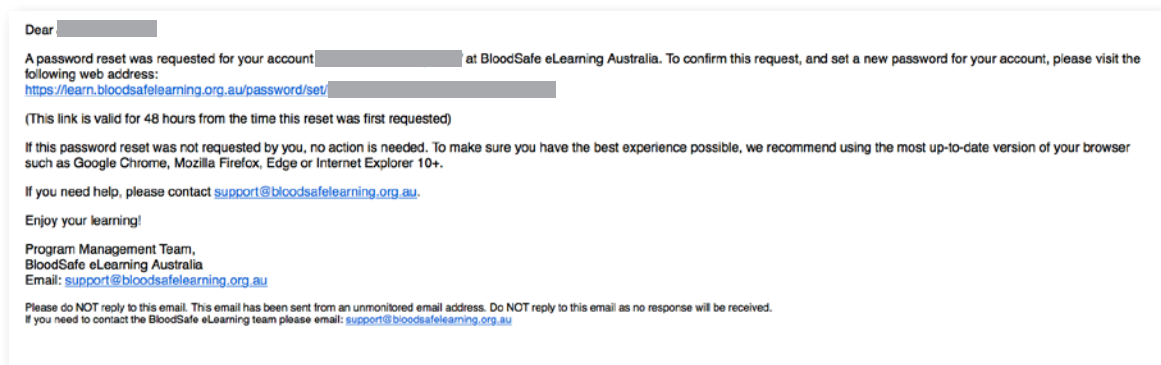 Dear
A password reset was requested for your account at BloodSafe eLearning Australia. To confirm this request, and set a new password for your account, please visit the
following web address:
https://learn.bloodsafelearning.org.au/password/set/
(This link is valid for 48 hours from the time this reset was first requested)
If this password reset was not requested by you, no action is needed. To make sure you have the best experience possible, we recommend using the most up-to-date version of your browser
such as Google Chrome, Mozilla Firefox, Edge or Internet Explorer 10+.
If you need help, please contact support@bloodsafelearning.org.au.
Enjoy your learning!
Program Management Team,
BloodSafe eLearning Australia
Email: support@bloodsafelearning.org.au
Please do NOT reply to this email. This email has been sent from an unmonitored email address. Do NOT reply to this email as no response will be received.
If you need to contact the BloodSafe eLearning team please email: support@bloodsafelearning.org.au